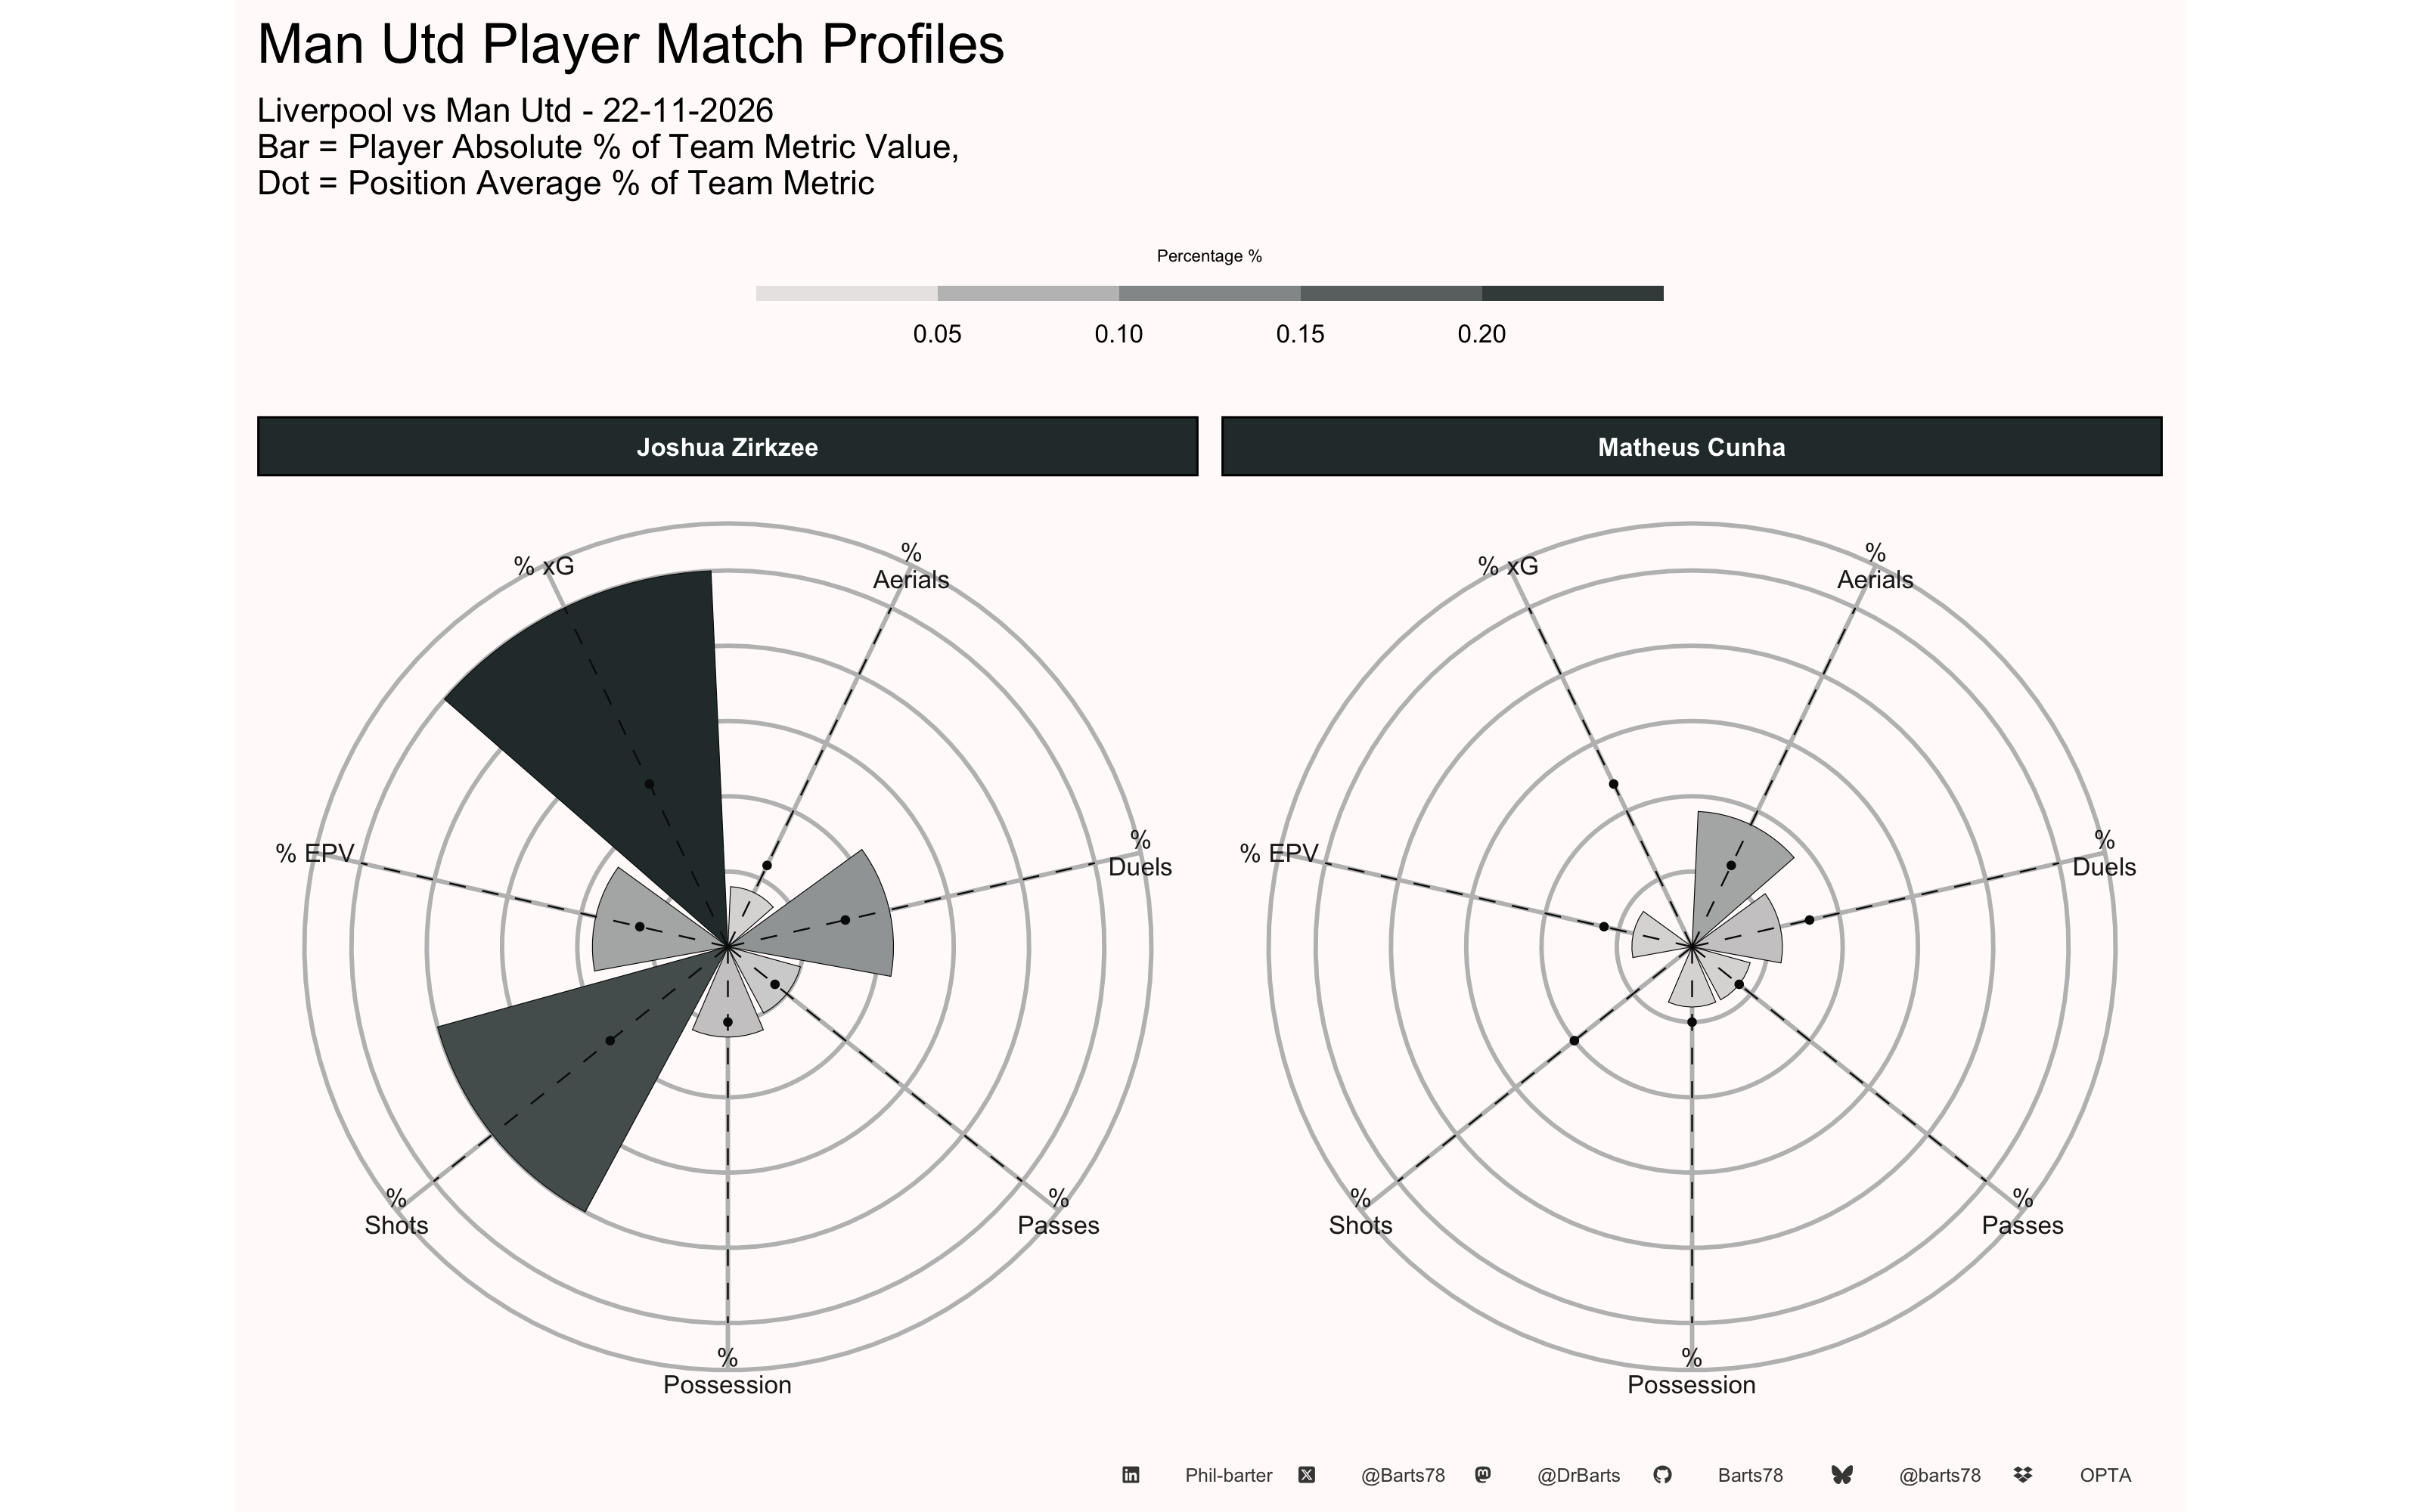 Man Utd Player Match Profiles
Liverpool vs Man Utd - 22-11-2026
Bar = Player Absolute % of Team Metric Value,
Dot = Position Average % of Team Metric
Percentage %
0.05 0.10 0.15 0.20
Joshua Zirkzee
% xG
%
Aerials
%
Duels
%
Passes
%
Possession
%
Shots
% EPV
Matheus Cunha
% xG
%
Aerials
%
Duels
%
Passes
%
Possession
%
Shots
% EPV
Phil-barter @Barts78 @DrBarts Barts78 @barts78 OPTA